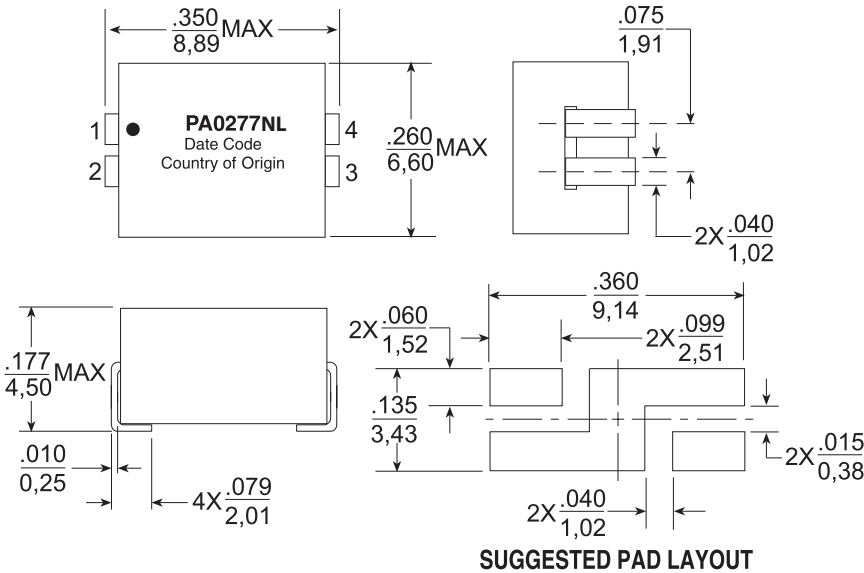 .350
8,89 MAX
.075
1,91
1
PA0277NL
4
Date Code
2
Country of Origin
3
.260
6,60 MAX
2X .040
1,02
.177
4,50 MAX
.010
0,25
4X .079
2,01
.360
9,14
2X .060
1,52
2X .099
2,51
.135
3,43
2X .015
0,38
2X .040
1,02
SUGGESTED PAD LAYOUT